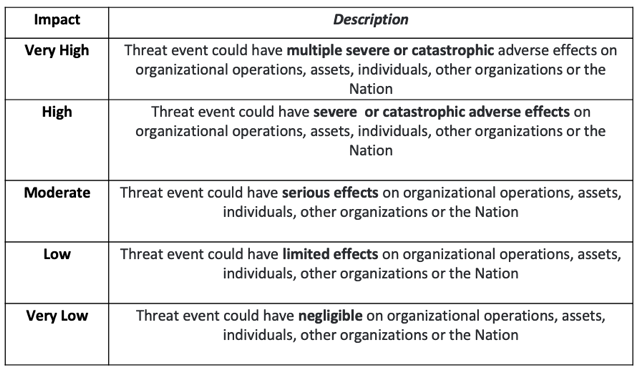 Impact Description
Very High Threat event could have multiple severe or catastrophic adverse effects on
organizational operations, assets, individuals, other organizations or the
Nation
High Threat event could have severe or catastrophic adverse effects on
organizational operations, assets, individuals, other organizations or the
Nation
Moderate Threat event could have serious effects on organizational operations, assets,
individuals, other organizations or the Nation
Low Threat event could have limited effects on organizational operations, assets,
individuals, other organizations or the Nation
Very Low Threat event could have negligible on organizational operations, assets,
individuals, other organizations or the Nation